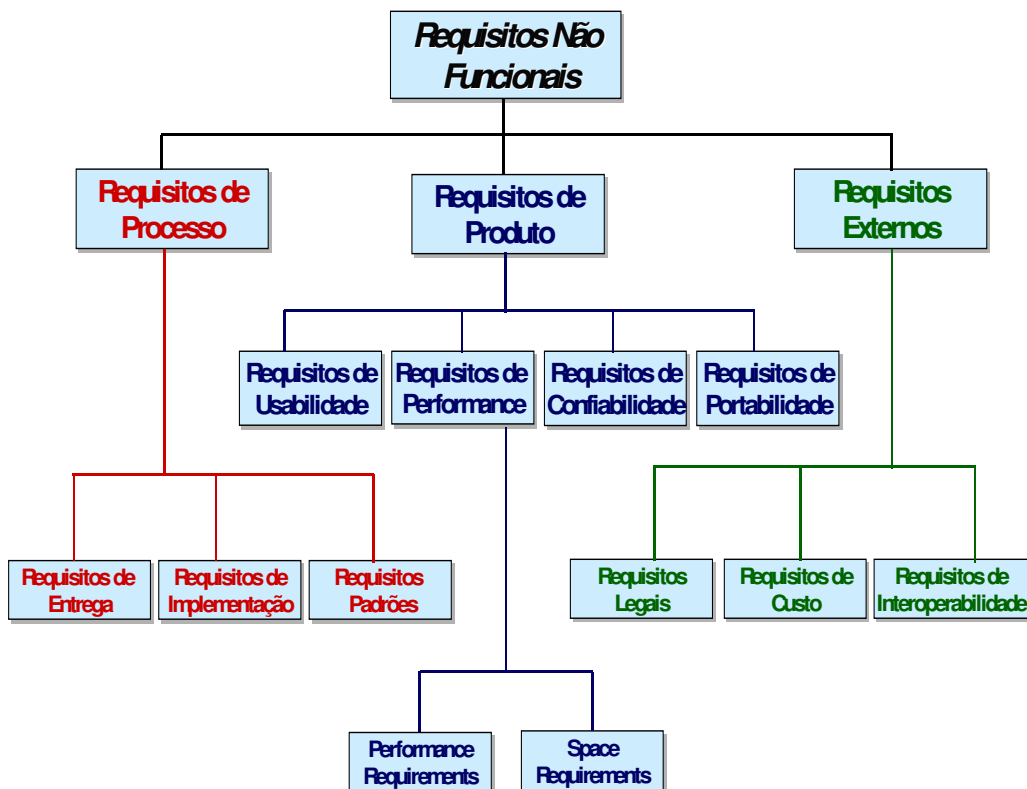 Requisitos Não
Funcionais
Requisitos de
Processo
Requisitos de
Produto
Requisitos
Externos
Requisitos de
Usabilidade
Requisitos de
Performance
Requisitos de
Confiabilidade
Requisitos de
Portabilidade
Requisitos de
Entrega
Requisitos de
Implementação
Requisitos
Padrões
Requisitos
Legais
Requisitos de
Custo
Requisitos de
Interoperabilidade
Performance
Requirements
Space
Requirements